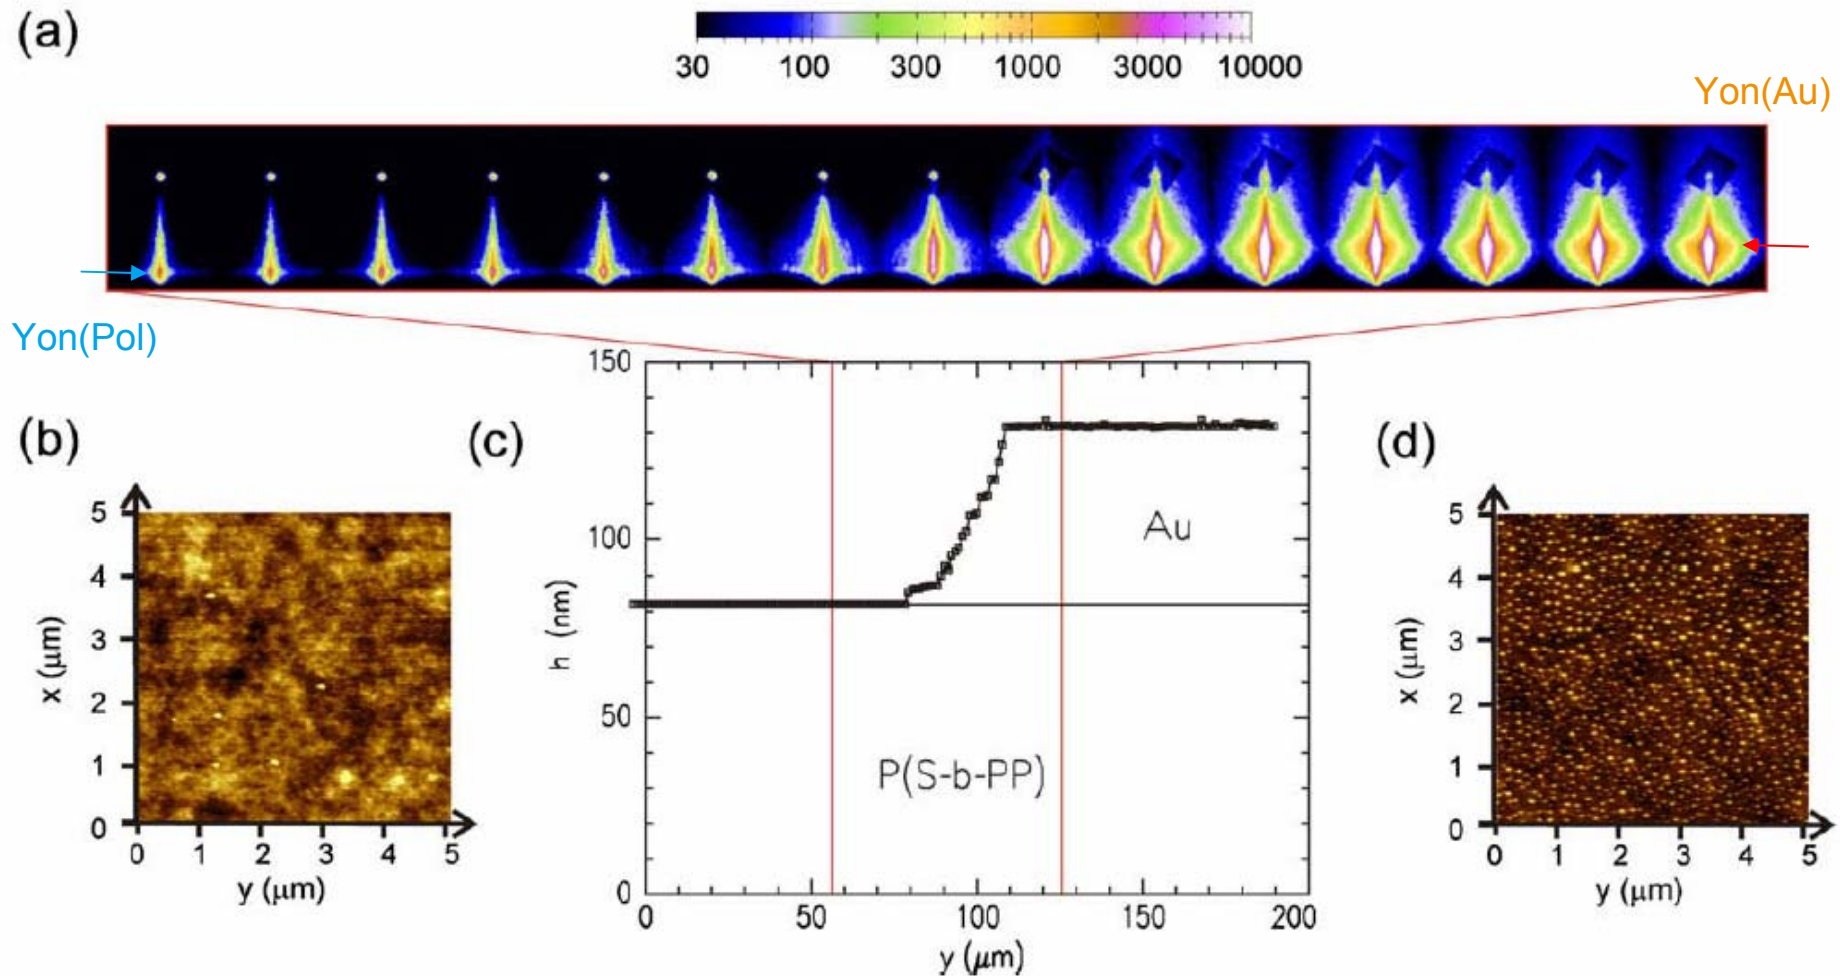 (a)
30 100 300 1000 3000 10000
Yon(Au)
Yon(Pol)
(b)
5
4
3
2
1
0
x (μm)
0 1 2 3 4 5
y (μm)
(c)
150
100
50
0
h (nm)
Au
P(S-b-PP)
0 50 100 150 200
y (μm)
(d)
5
4
3
2
1
0
x (μm)
0 1 2 3 4 5
y (μm)